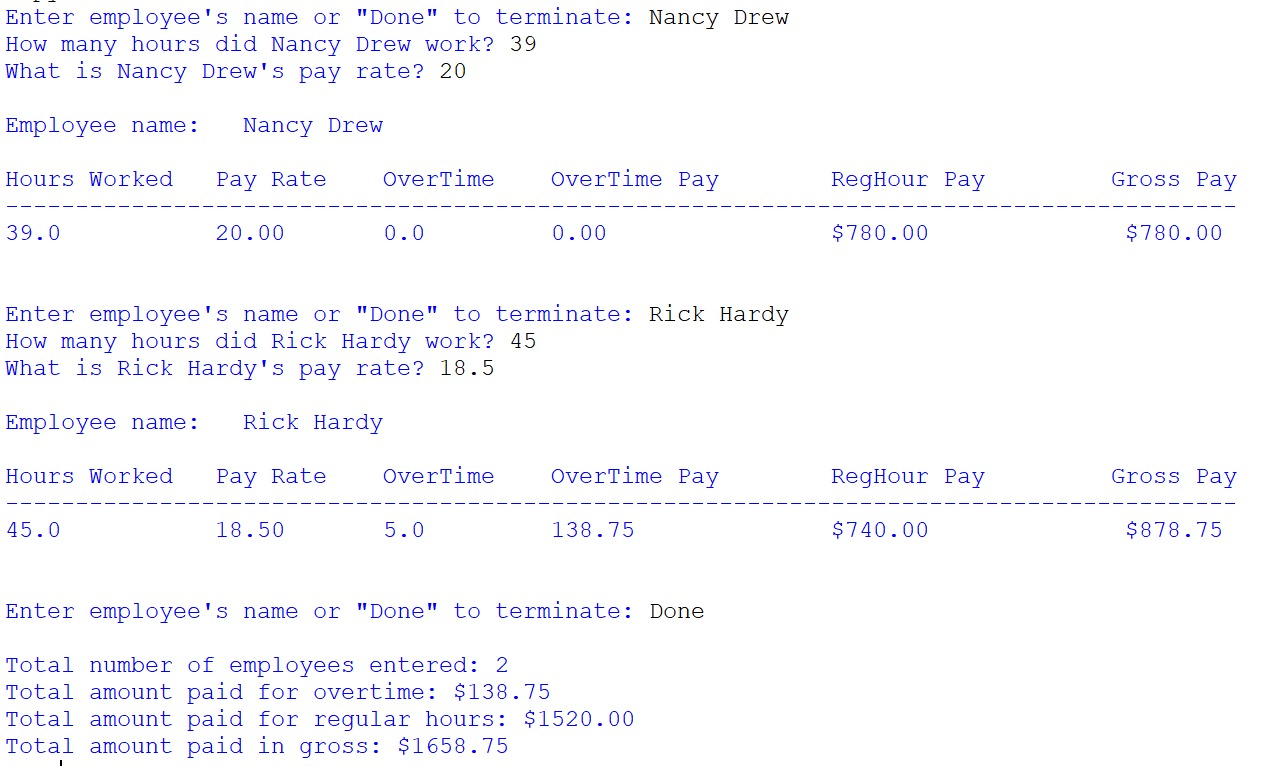 Enter employee's name or "Done" to terminate: Nancy Drew
How many hours did Nancy Drew work? 39
What is Nancy Drew's pay rate? 20
Employee name:   Nancy Drew
Hours Worked   Pay Rate    OverTime    OverTime Pay        RegHour Pay         Gross Pay
----------------------------------------------------------------------------------------
39.0           20.00       0.0         0.00                $780.00              $780.00
Enter employee's name or "Done" to terminate: Rick Hardy
How many hours did Rick Hardy work? 45
What is Rick Hardy's pay rate? 18.5
Employee name:   Rick Hardy
Hours Worked   Pay Rate    OverTime    OverTime Pay        RegHour Pay         Gross Pay
----------------------------------------------------------------------------------------
45.0           18.50       5.0         138.75              $740.00              $878.75
Enter employee's name or "Done" to terminate: Done
Total number of employees entered: 2
Total amount paid for overtime: $138.75
Total amount paid for regular hours: $1520.00
Total amount paid in gross: $1658.75